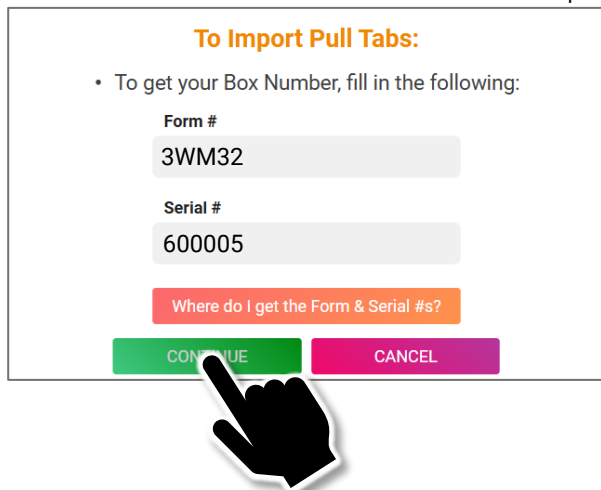 To Import Pull Tabs:
• To get your Box Number, fill in the following:
Form #
3WM32
Serial #
600005
Where do I get the Form & Serial #s?
CONTINUE
CANCEL